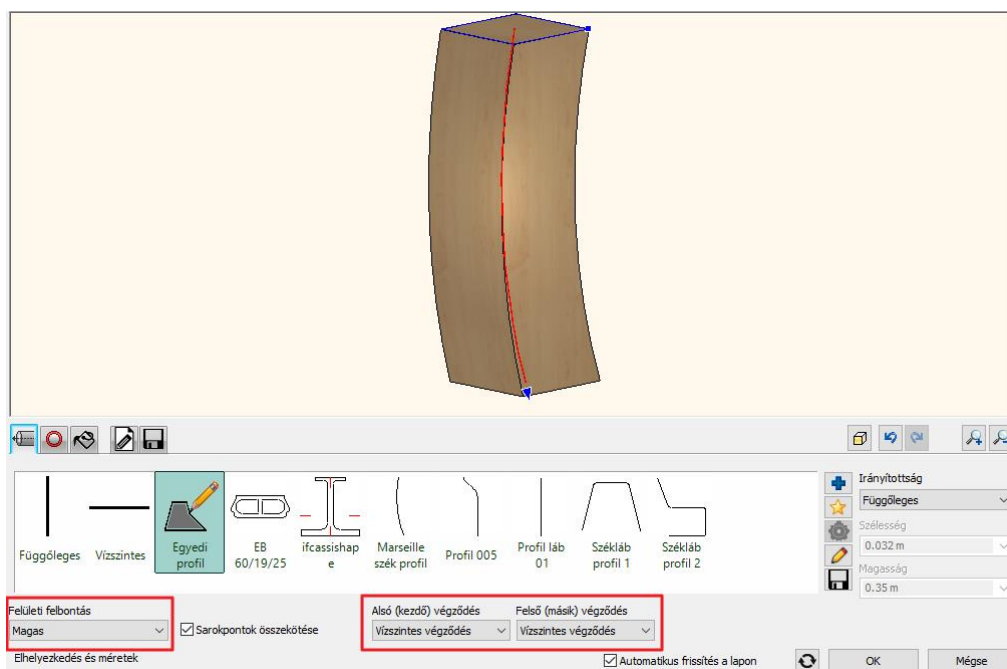 Függőleges
Vízszintes
Egyedi
profil
EB
60/19/25
ifcassishap
e
Marseille
szék profil
Profil 005
Profil láb
01
Székláb
profil 1
Székláb
profil 2
Irányítottság
Függőleges
Szélesség
0.032 m
Magasság
0.35 m
Felületi felbontás
Magas
Sarokpontok összekötése
Alsó (kezdő) végződés
Vízszintes végződés
Felső (másik) végződés
Vízszintes végződés
Elhelyezkedés és méretek
Automatikus frissítés a lapon
OK
Mégse